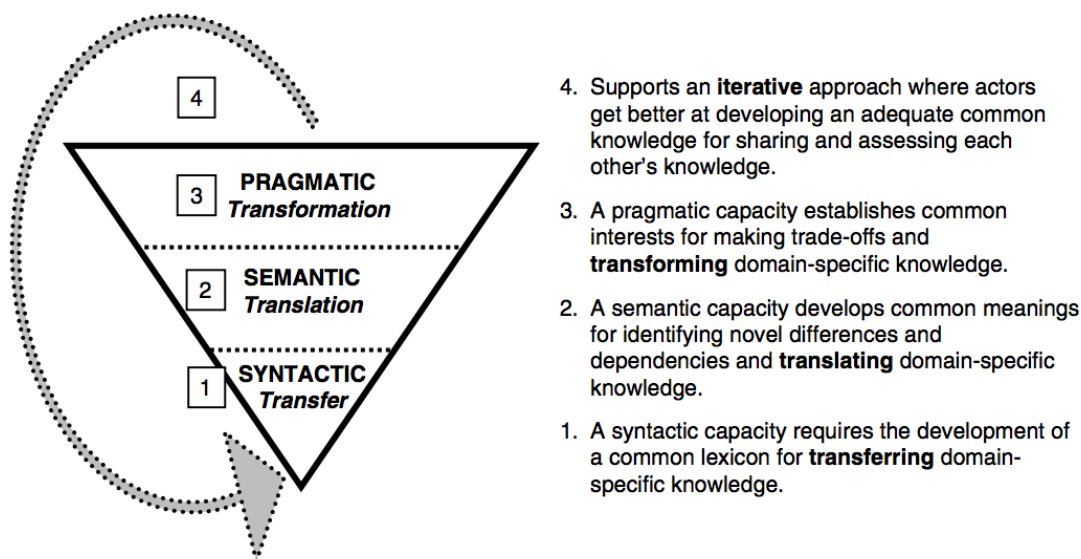 4
3
PRAGMATIC
Transformation
2
SEMANTIC
Translation
1
SYNTACTIC
Transfer
4. Supports an iterative approach where actors
get better at developing an adequate common
knowledge for sharing and assessing each
other's knowledge.
3. A pragmatic capacity establishes common
interests for making trade-offs and
transforming domain-specific knowledge.
2. A semantic capacity develops common meanings
for identifying novel differences and
dependencies and translating domain-specific
knowledge.
1. A syntactic capacity requires the development of
a common lexicon for transferring domain-
specific knowledge.